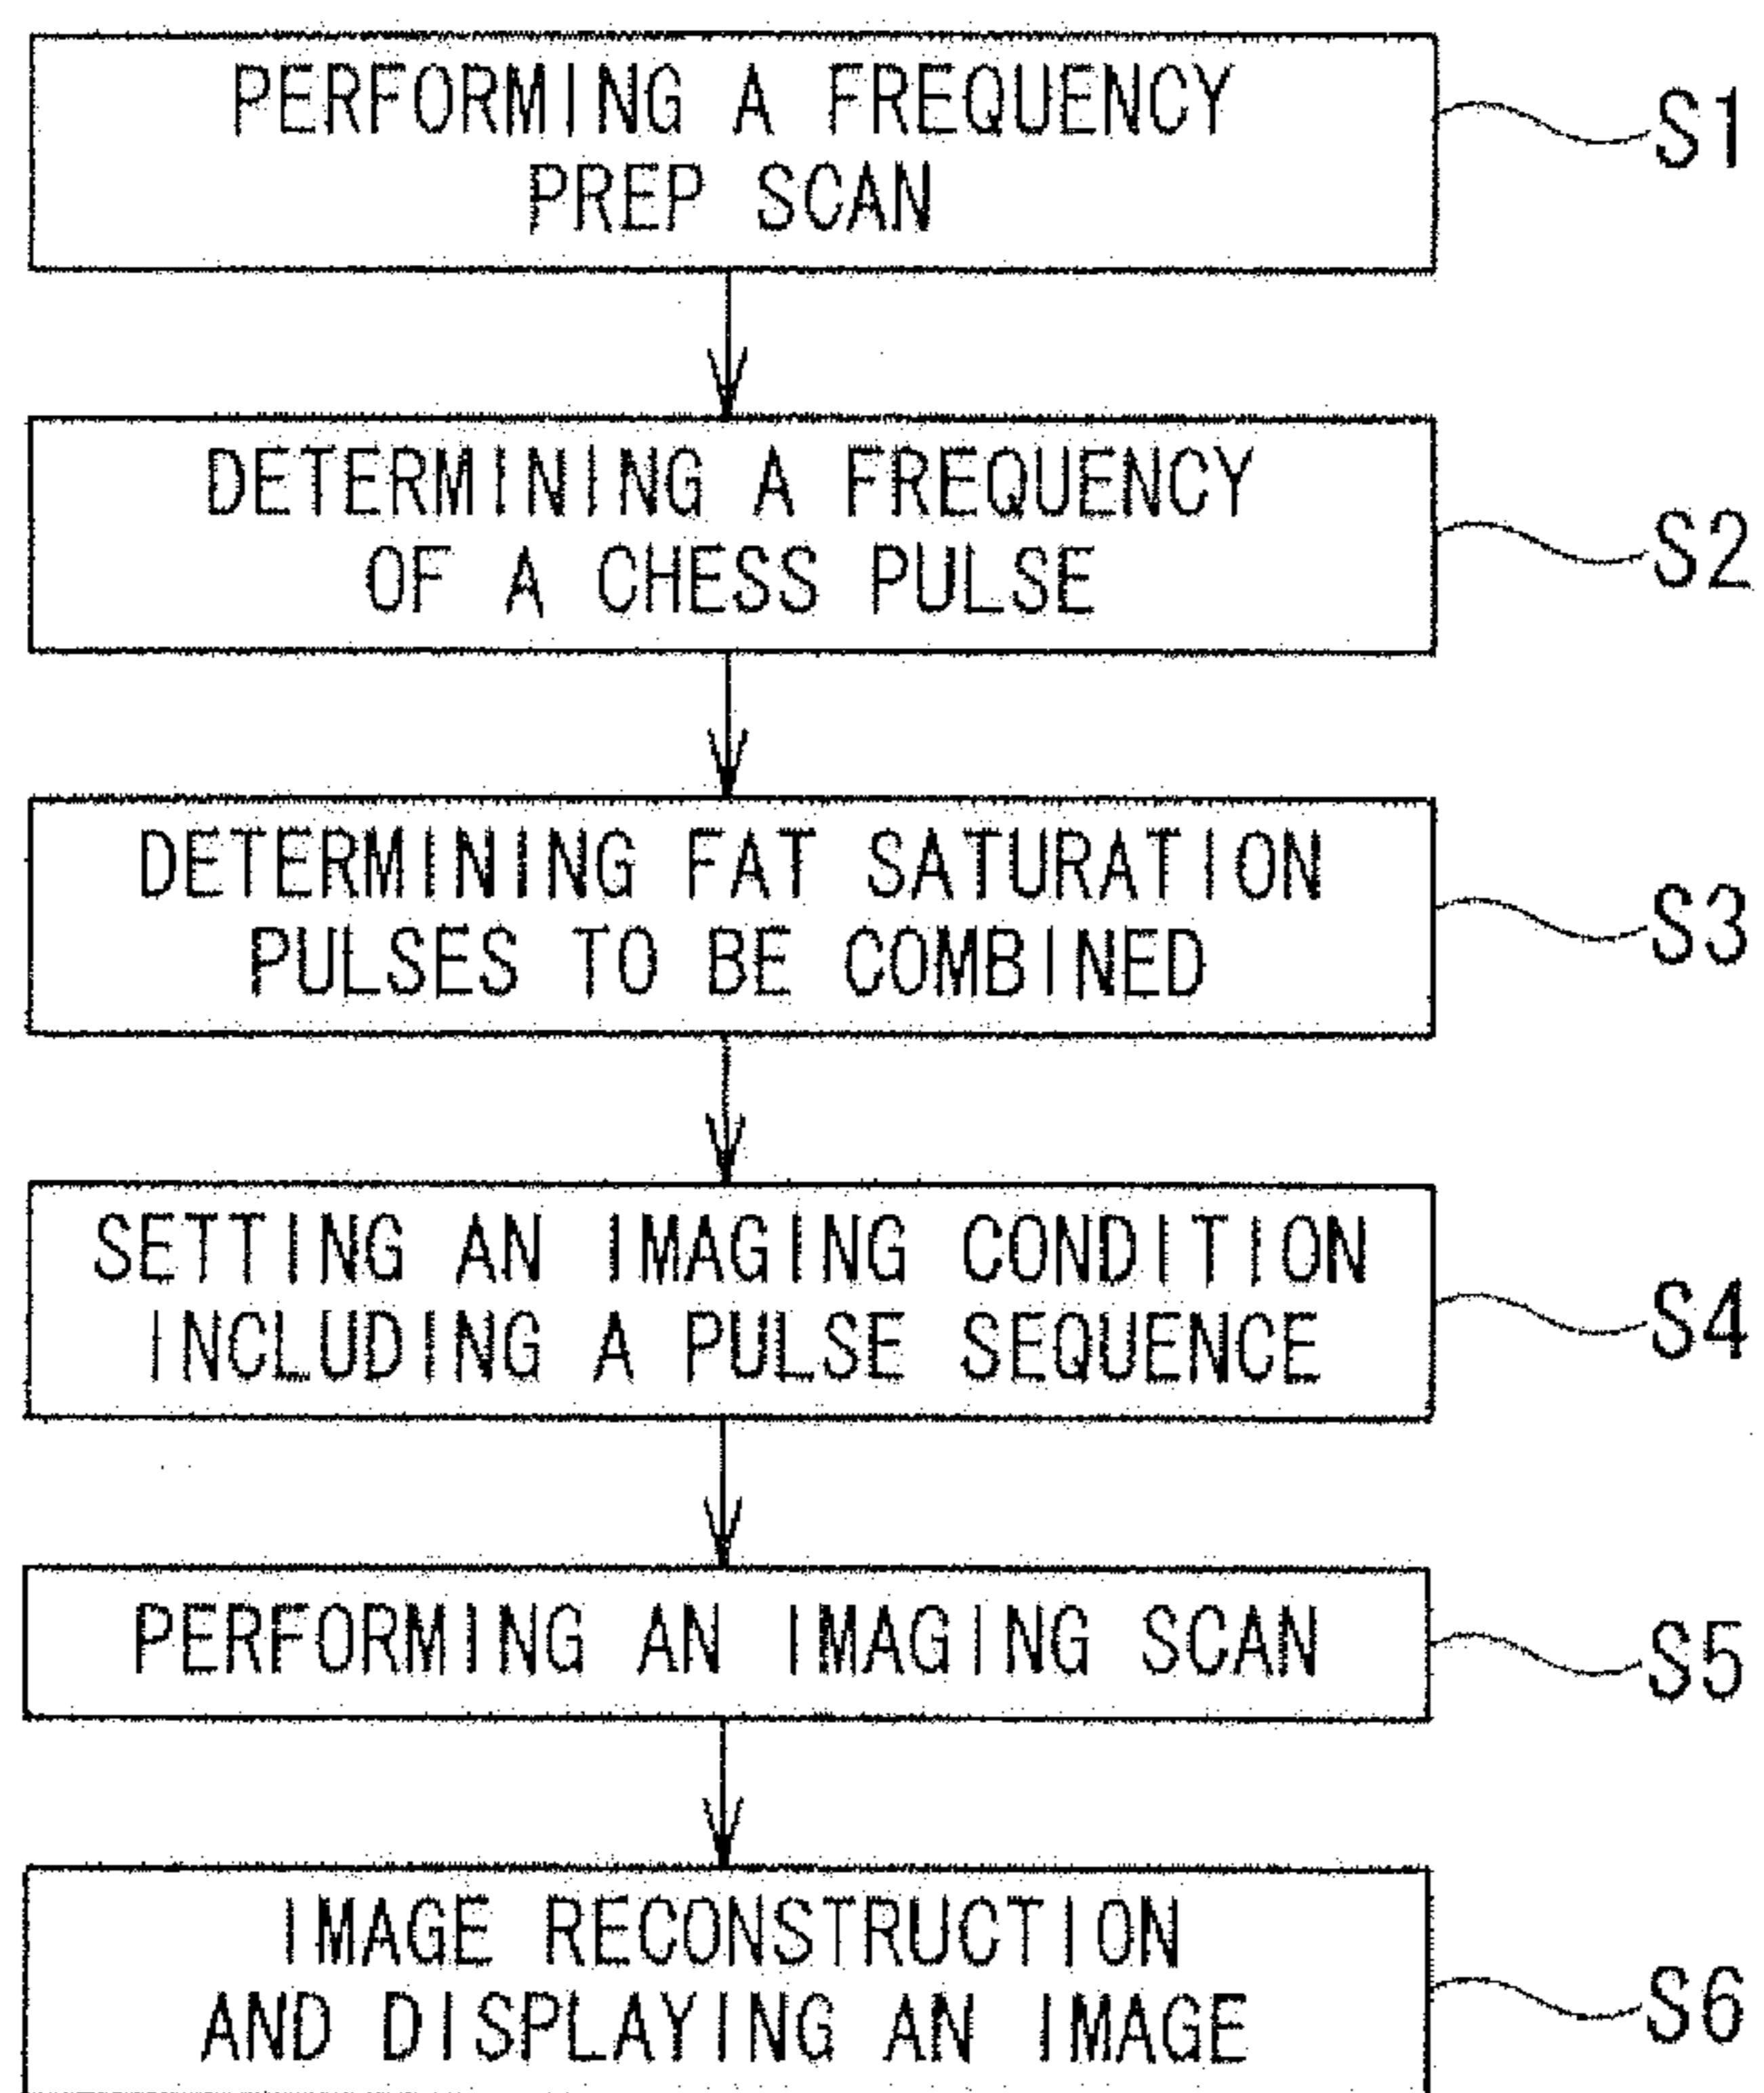 PERFORMING A FREQUENCY
PREP SCAN
S1
DETERMINING A FREQUENCY
OF A CHESS PULSE
S2
DETERMINING FAT SATURATION
PULSES TO BE COMBINED
S3
SETTING AN IMAGING CONDITION
INCLUDING A PULSE SEQUENCE
S4
PERFORMING AN IMAGING SCAN
S5
IMAGE RECONSTRUCTION
AND DISPLAYING AN IMAGE
S6